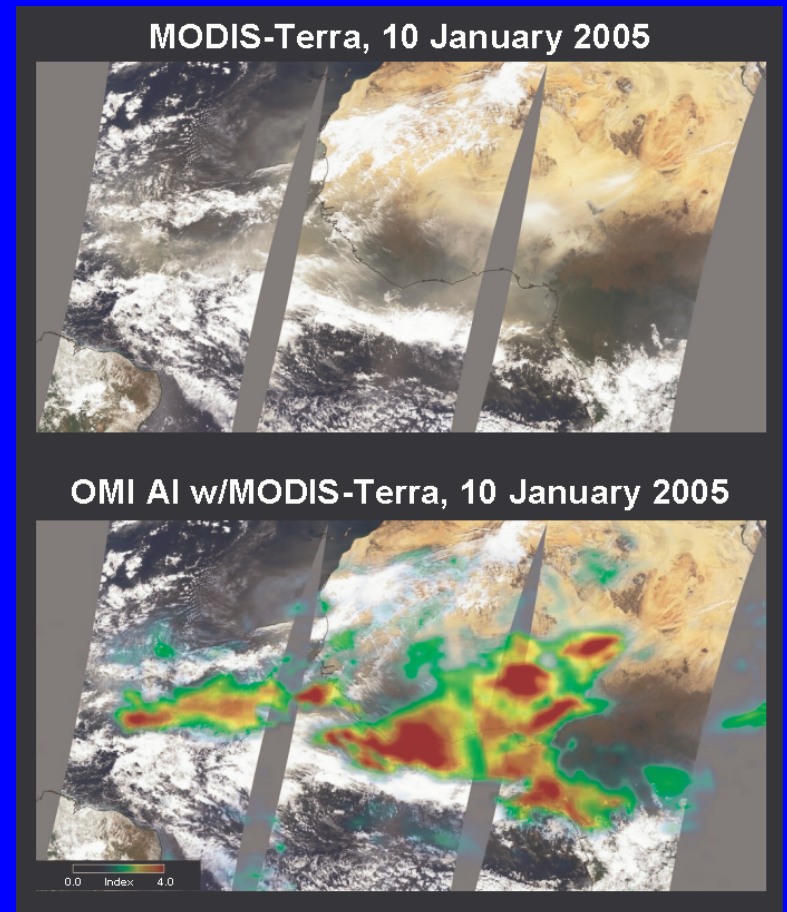 MODIS-Terra, 10 January 2005
OMI AI w/MODIS-Terra, 10 January 2005
0.0 Index 4.0